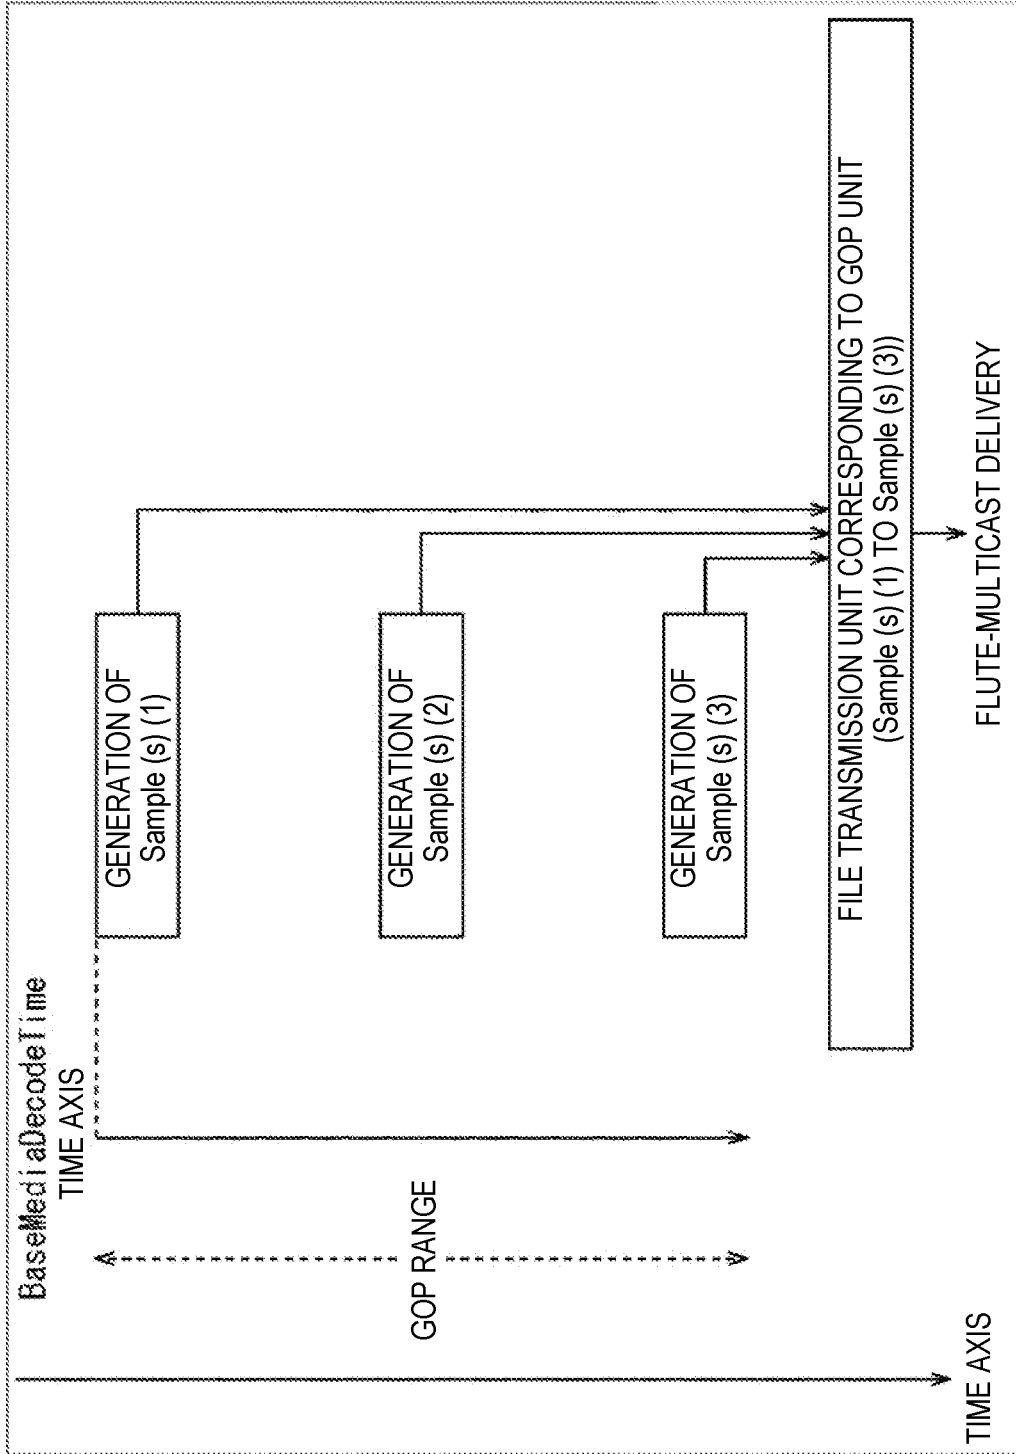 BaseMediaDecodeTime
TIME AXIS
GENERATION OF
Sample (s) (1)
GENERATION OF
Sample (s) (2)
GENERATION OF
Sample (s) (3)
GOP RANGE
FILE TRANSMISSION UNIT CORRESPONDING TO GOP UNIT
(Sample (s) (1) TO Sample (s) (3))
TIME AXIS
FLUTE-MULTICAST DELIVERY